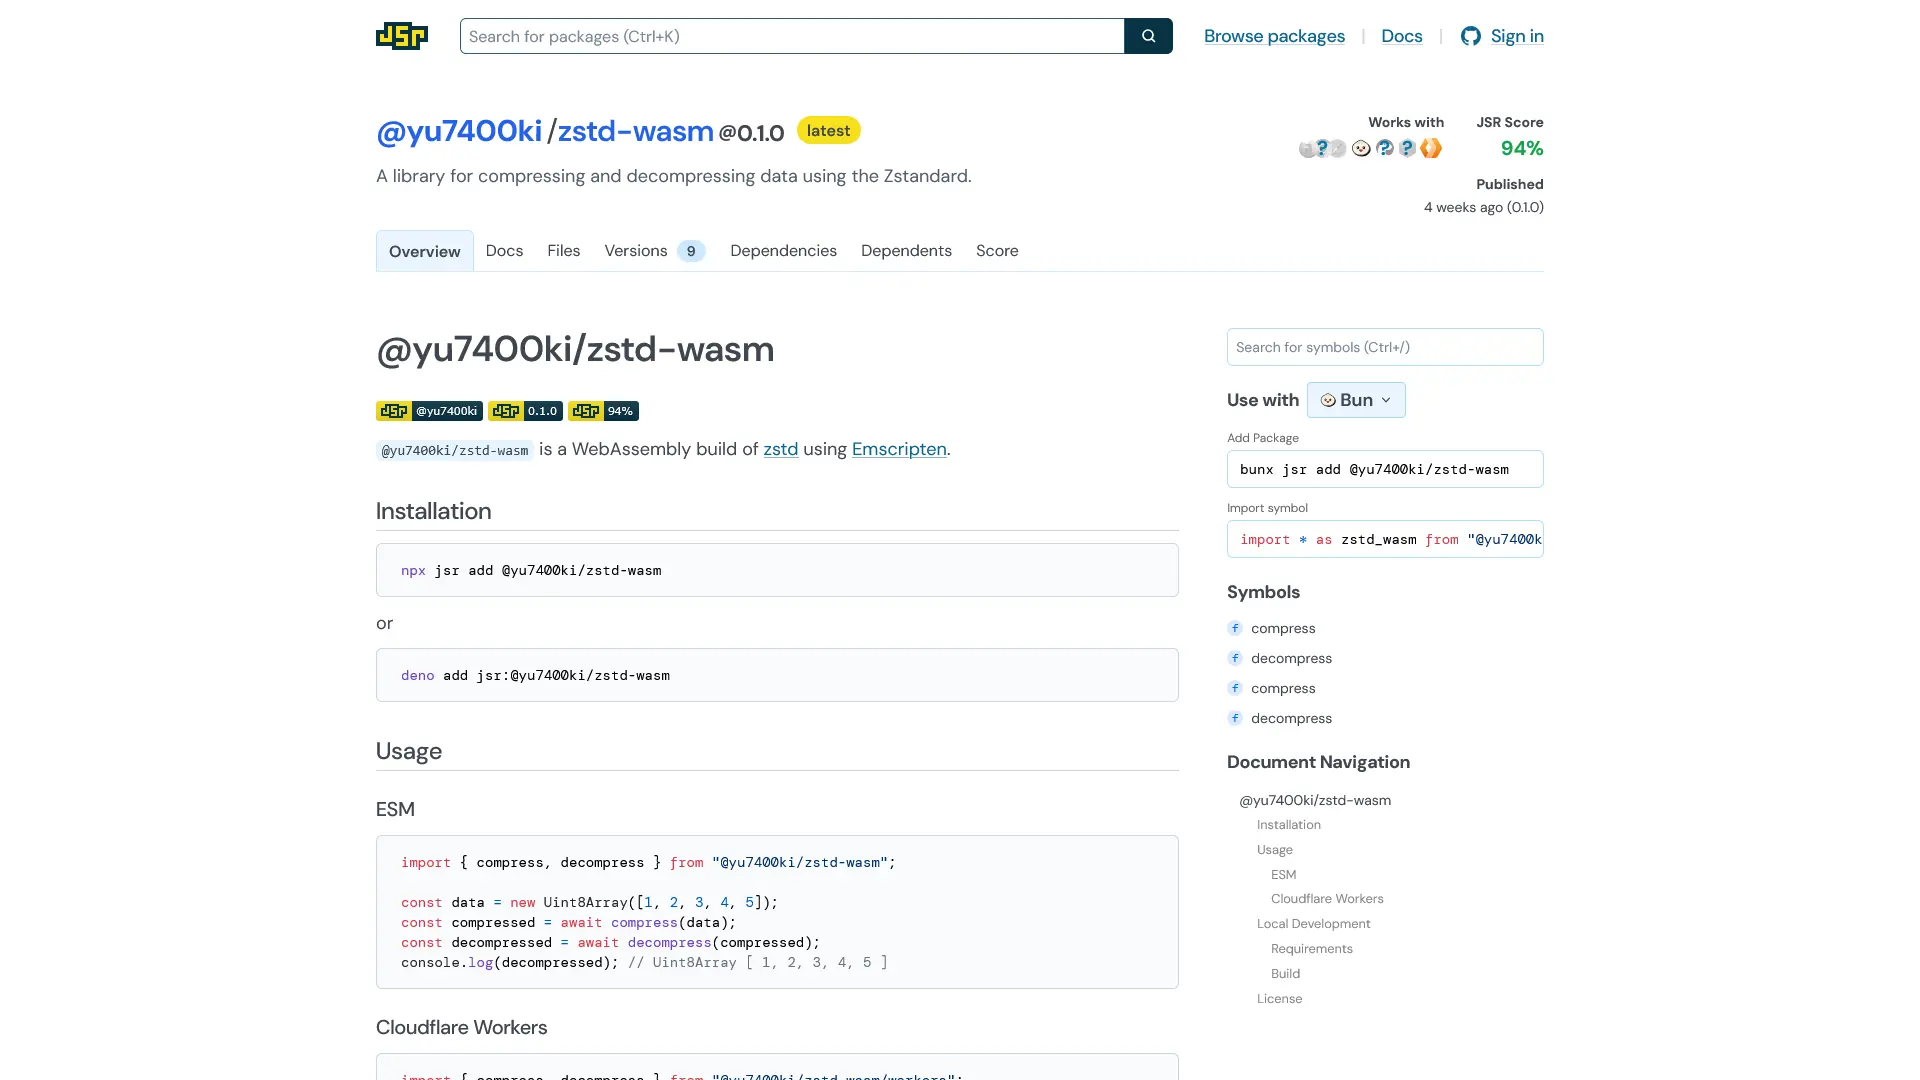 JSR
Search for packages (Ctrl+K)
Browse packages | Docs | Sign in
@yu7400ki/zstd-wasm@0.1.0 latest
A library for compressing and decompressing data using the Zstandard.
Works with
JSR Score
94%
Published
4 weeks ago (0.1.0)
Overview Docs Files Versions 9 Dependencies Dependents Score
@yu7400ki/zstd-wasm
JSR @yu7400ki JSR 0.1.0 JSR 94%
@yu7400ki/zstd-wasm is a WebAssembly build of zstd using Emscripten.
Installation
npx jsr add @yu7400ki/zstd-wasm
or
deno add jsr:@yu7400ki/zstd-wasm
Usage
ESM
import { compress, decompress } from "@yu7400ki/zstd-wasm";
const data = new Uint8Array([1, 2, 3, 4, 5]);
const compressed = await compress(data);
const decompressed = await decompress(compressed);
console.log(decompressed); // Uint8Array [ 1, 2, 3, 4, 5 ]
Cloudflare Workers
import { compress, decompress } from "@yu7400ki/zstd-wasm/workers";
Search for symbols (Ctrl+/)
Use with Bun
Add Package
bunx jsr add @yu7400ki/zstd-wasm
Import symbol
import * as zstd_wasm from "@yu7400k
Symbols
f compress
f decompress
f compress
f decompress
Document Navigation
@yu7400ki/zstd-wasm
Installation
Usage
ESM
Cloudflare Workers
Local Development
Requirements
Build
License